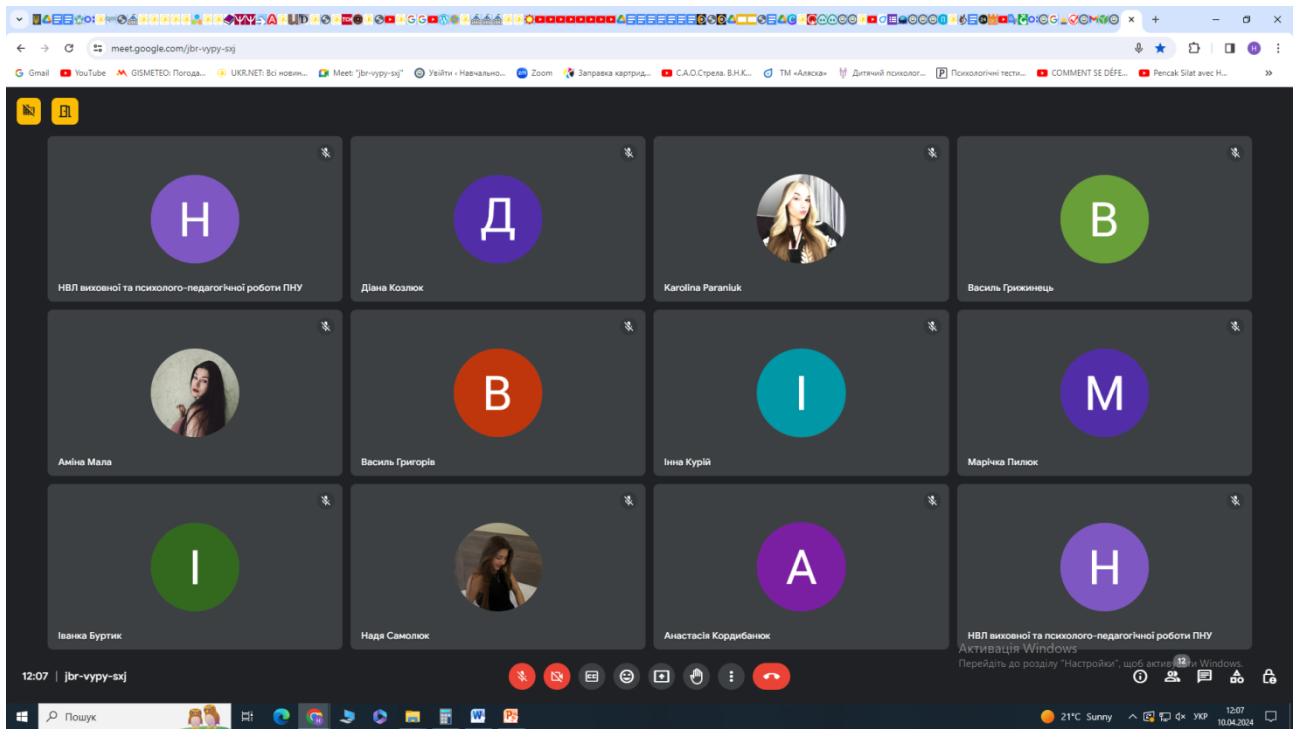 meet.google.com/jbr-vypy-sxj
Gmail YouTube GISMETEO: Погода... UKR.NET: Всі новин... Meet: "jbr-vypy-sxj" Увійти ‹ Навчально... Zoom Заправка картрид... С.А.О.Стрела. В.Н.К... ТМ «Аляска» Дитячий психолог... Психологічні тести... COMMENT SE DÉFE... Pencak Silat avec H... »
Н Д В
НВЛ виховної та психолого-педагогічної роботи ПНУ Діана Козлюк Karolina Paraniuk Василь Грижинець
В І М
Аміна Мала Василь Григорів Інна Курій Марічка Пилюк
І А Н
Іванка Буртик Надя Самолюк Анастасія Кордибанюк НВЛ виховної та психолого-педагогічної роботи ПНУ
Активація Windows
Перейдіть до розділу "Настройки", щоб активувати Windows.
12:07 | jbr-vypy-sxj 12
Пошук 21°C Sunny УКР 12:07
10.04.2024